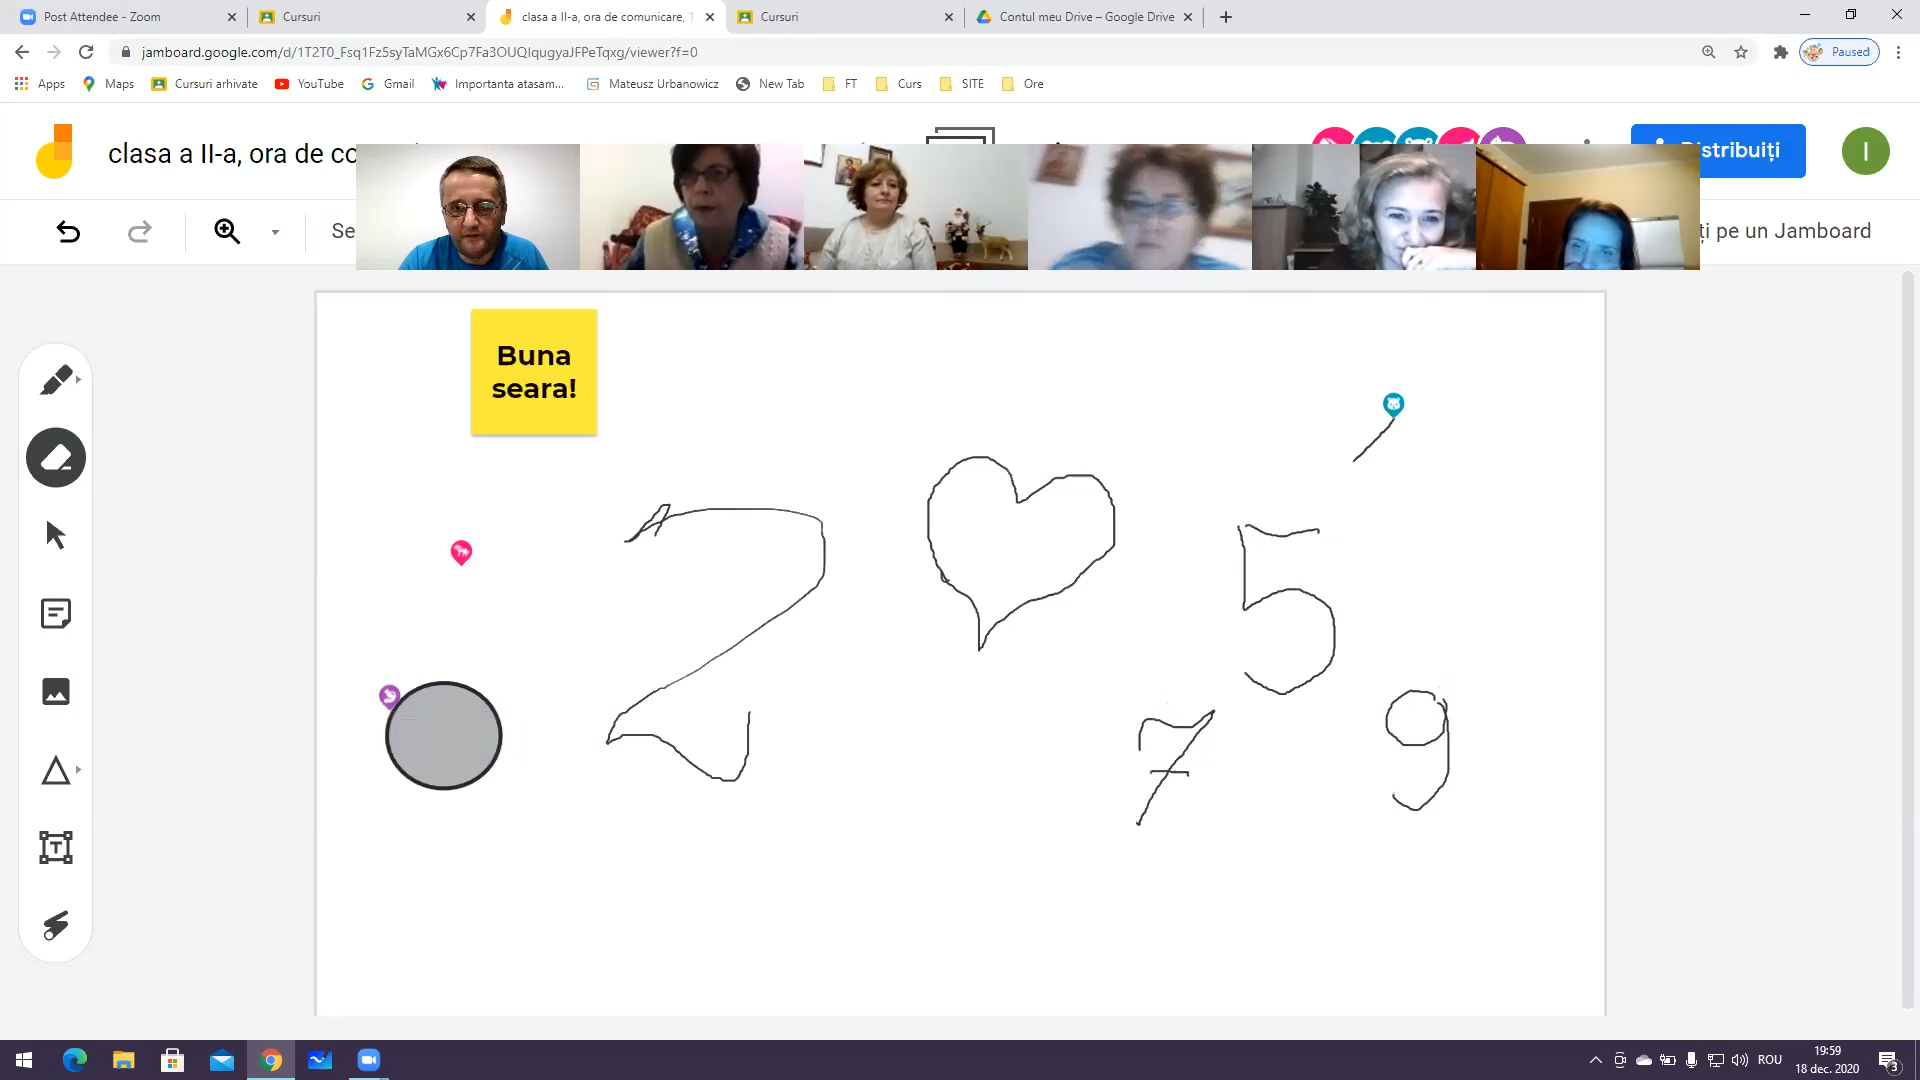 Post Attendee - Zoom
Cursuri
clasa a II-a, ora de comunicare, 1
Cursuri
Contul meu Drive – Google Drive
jamboard.google.com/d/1T2T0_Fsq1Fz5syTaMGx6Cp7Fa3OUQIqugyaJFPeTqxg/viewer?f=0
Paused
Apps
Maps
Cursuri arhivate
YouTube
Gmail
Importanta atasam...
Mateusz Urbanowicz
New Tab
FT
Curs
SITE
Ore
clasa a II-a, ora de co
Distribuiți
I
Se
ți pe un Jamboard
Buna
seara!
2
5
7
9
T
ROU
19:59
18 dec. 2020
3